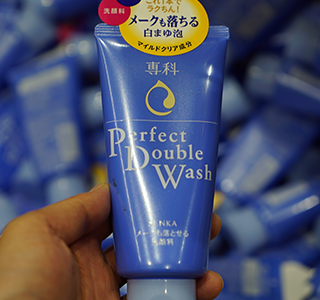 洗顔料
これ1本で
ラクちん!
メークも落ちる
白まゆ泡
マイルドクリア成分
専科
Perfect
Double
Wash
SENKA
メークも落とせる
洗顔料